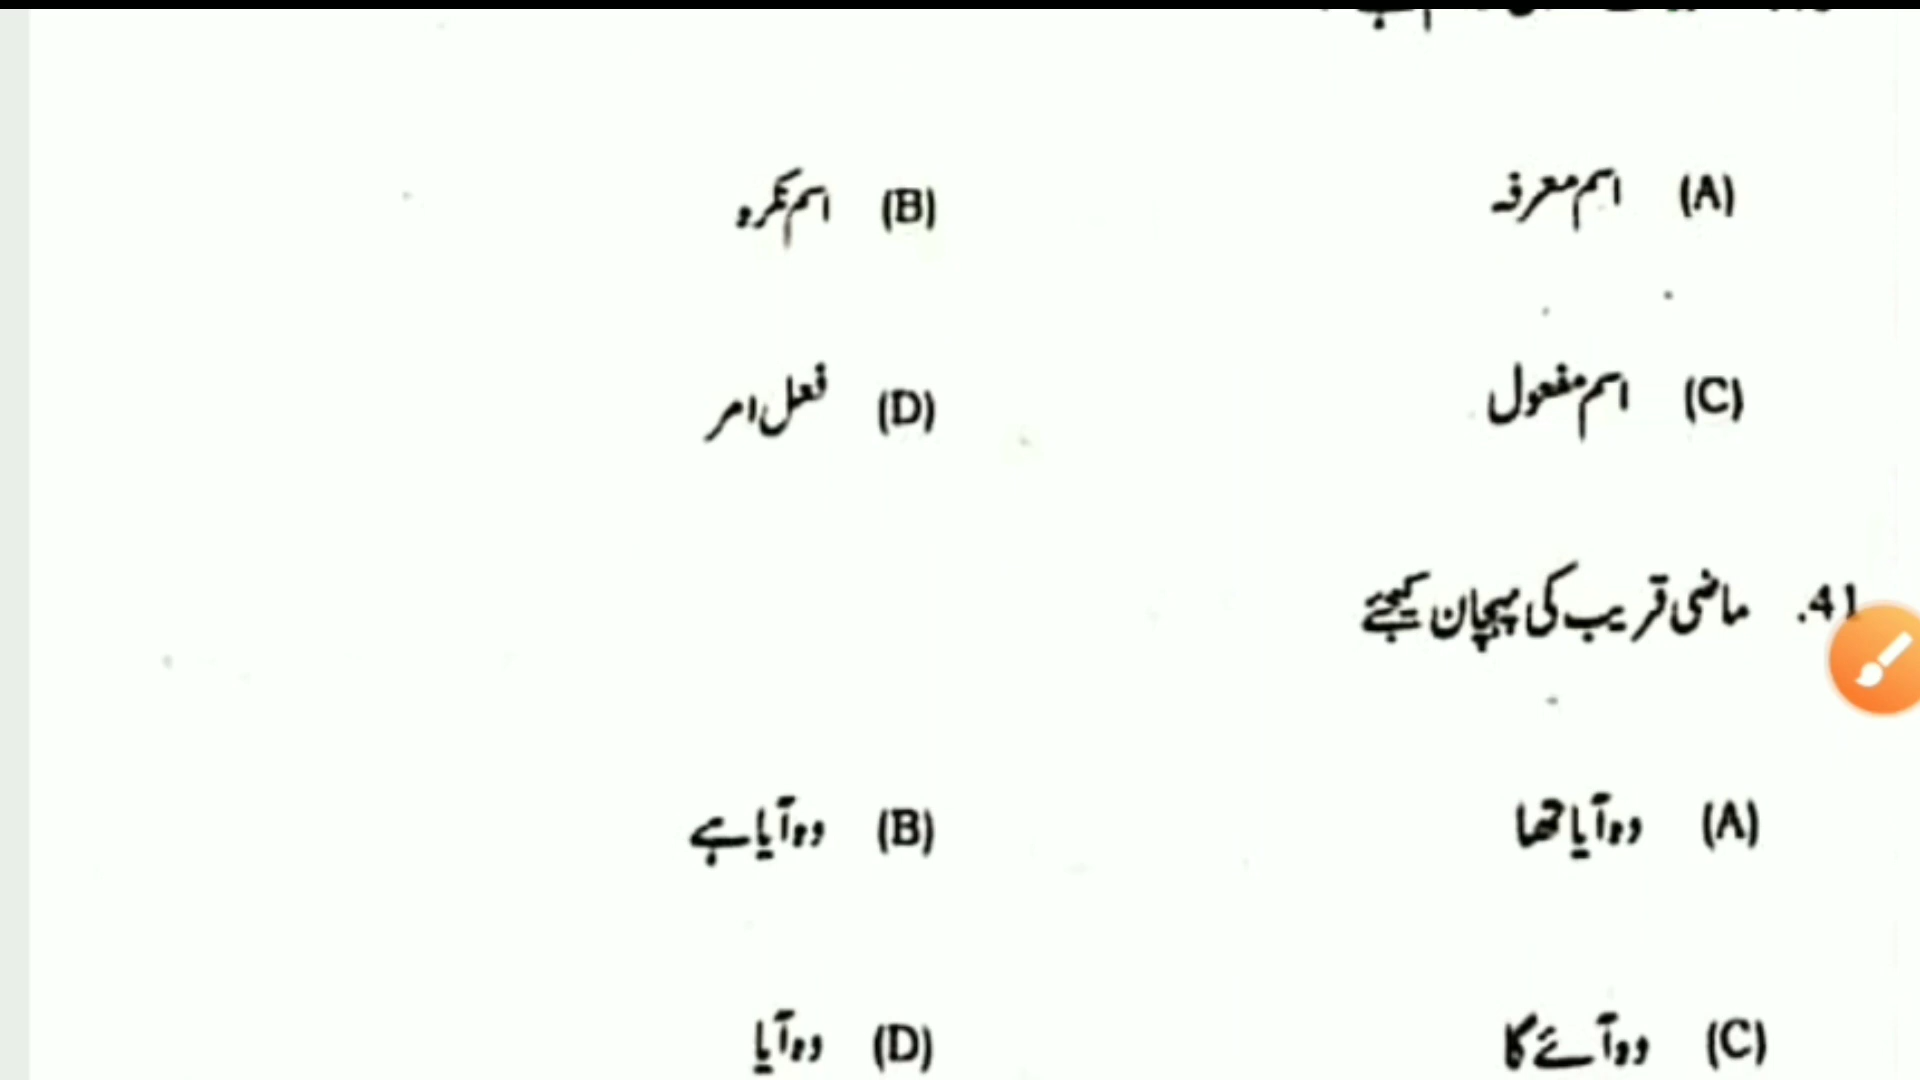 (A) اسم معرفہ (B) اسم نکرہ
(C) اسم مفعول (D) فعل امر
41. ماضی قریب کی پہچان کیجئے
(A) وہ آیا تھا (B) وہ آیا ہے
(C) وہ آئے گا (D) وہ آیا